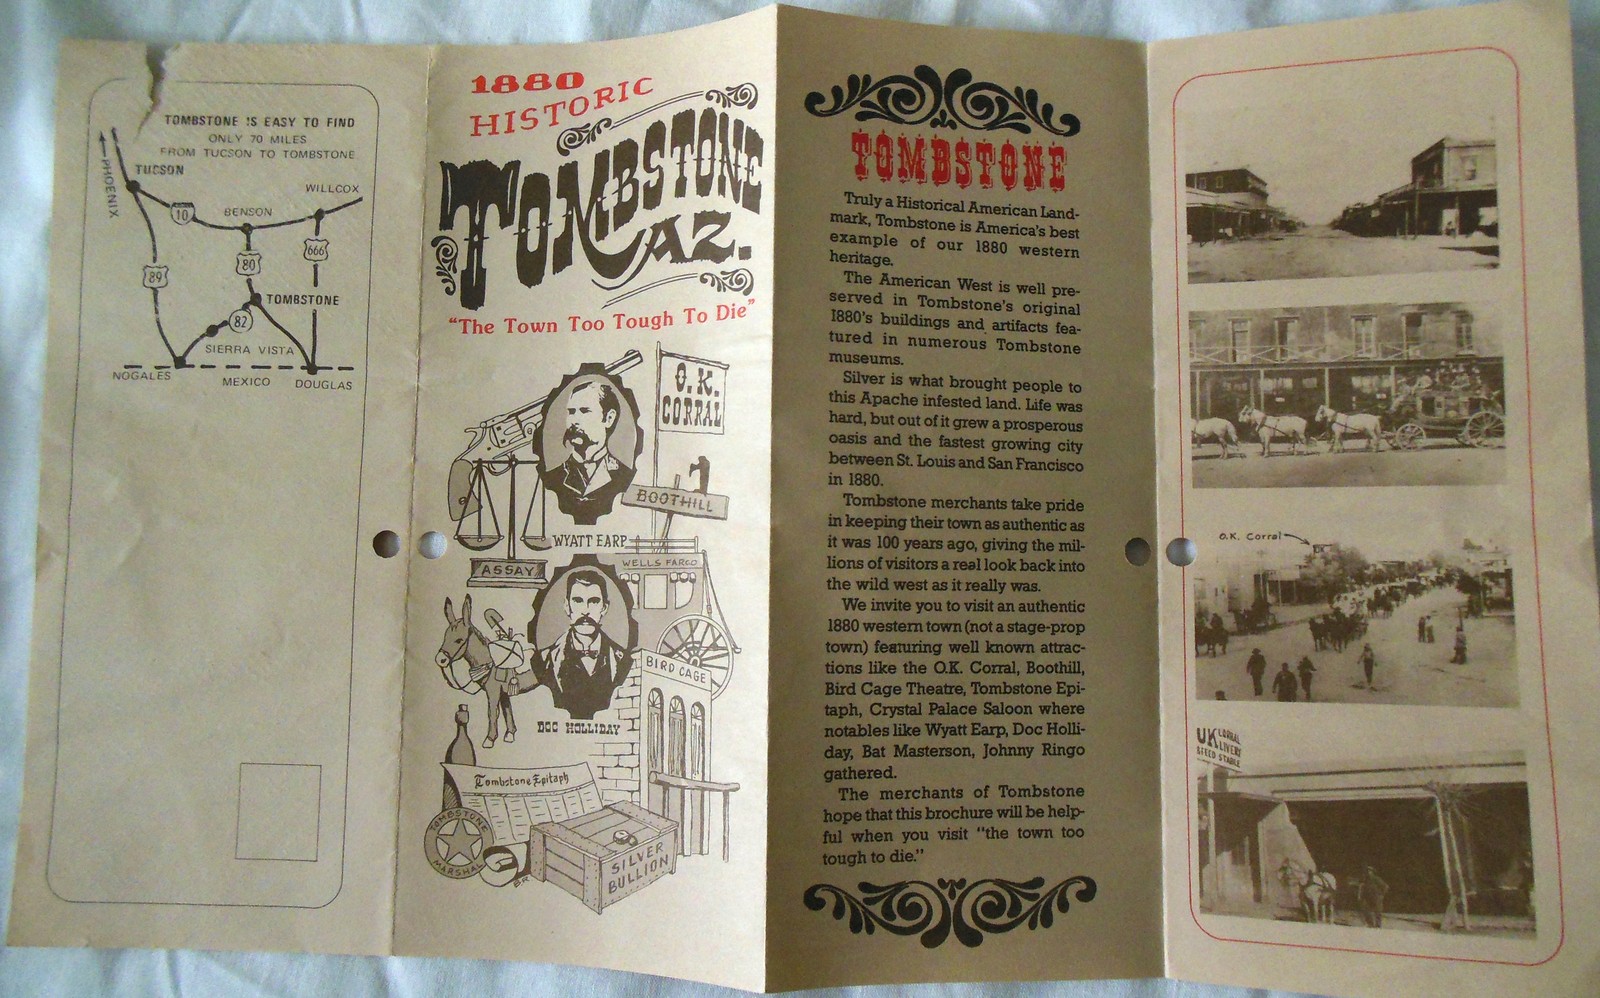 TOMBSTONE IS EASY TO FIND
ONLY 70 MILES
FROM TUCSON TO TOMBSTONE
PHOENIX
TUCSON
WILLCOX
10
BENSON
666
80
89
TOMBSTONE
82
SIERRA VISTA
NOGALES
MEXICO
DOUGLAS
1880
HISTORIC
TOMBSTONE
AZ.
"The Town Too Tough To Die"
O.K.
CORRAL
BOOTHILL
WYATT EARP
ASSAY
WELLS FARGO
BIRD CAGE
DOC HOLLIDAY
Tombstone Epitaph
TOMBSTONE
MARSHAL
SILVER
BULLION
B.R.
TOMBSTONE
Truly a Historical American Land-
mark, Tombstone is America's best
example of our 1880 western
heritage.
The American West is well pre-
served in Tombstone's original
1880's buildings and artifacts fea-
tured in numerous Tombstone
museums.
Silver is what brought people to
this Apache infested land. Life was
hard, but out of it grew a prosperous
oasis and the fastest growing city
between St. Louis and San Francisco
in 1880.
Tombstone merchants take pride
in keeping their town as authentic as
it was 100 years ago, giving the mil-
lions of visitors a real look back into
the wild west as it really was.
We invite you to visit an authentic
1880 western town (not a stage-prop
town) featuring well known attrac-
tions like the O.K. Corral, Boothill,
Bird Cage Theatre, Tombstone Epi-
taph, Crystal Palace Saloon where
notables like Wyatt Earp, Doc Holli-
day, Bat Masterson, Johnny Ringo
gathered.
The merchants of Tombstone
hope that this brochure will be help-
ful when you visit "the town too
tough to die."
O.K. Corral
OK CORRAL
LIVERY
&FEED STABLE